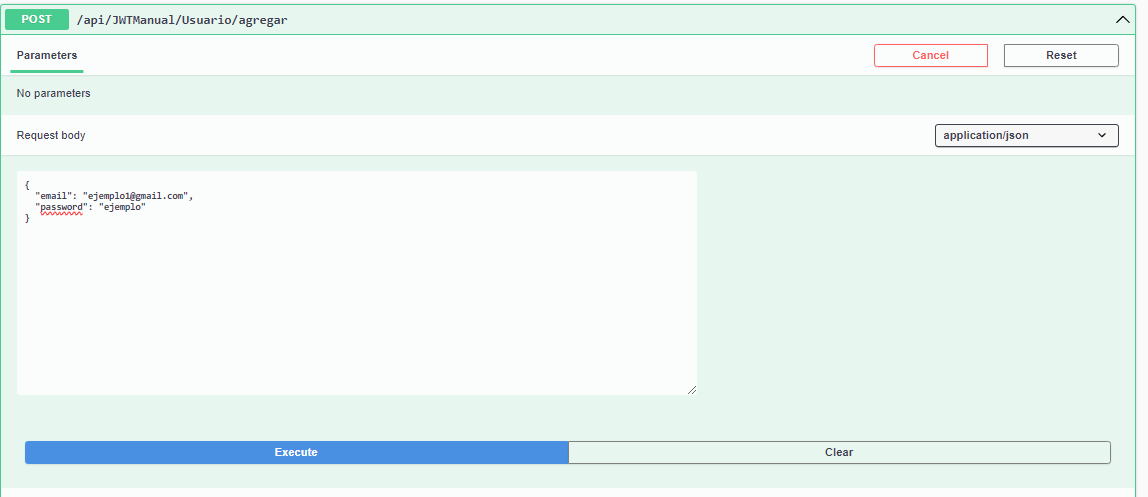 POST /api/JWTManual/Usuario/agregar
Parameters
Cancel
Reset
No parameters
Request body
application/json
{
"email": "ejemplo1@gmail.com",
"password": "ejemplo"
}
Execute
Clear